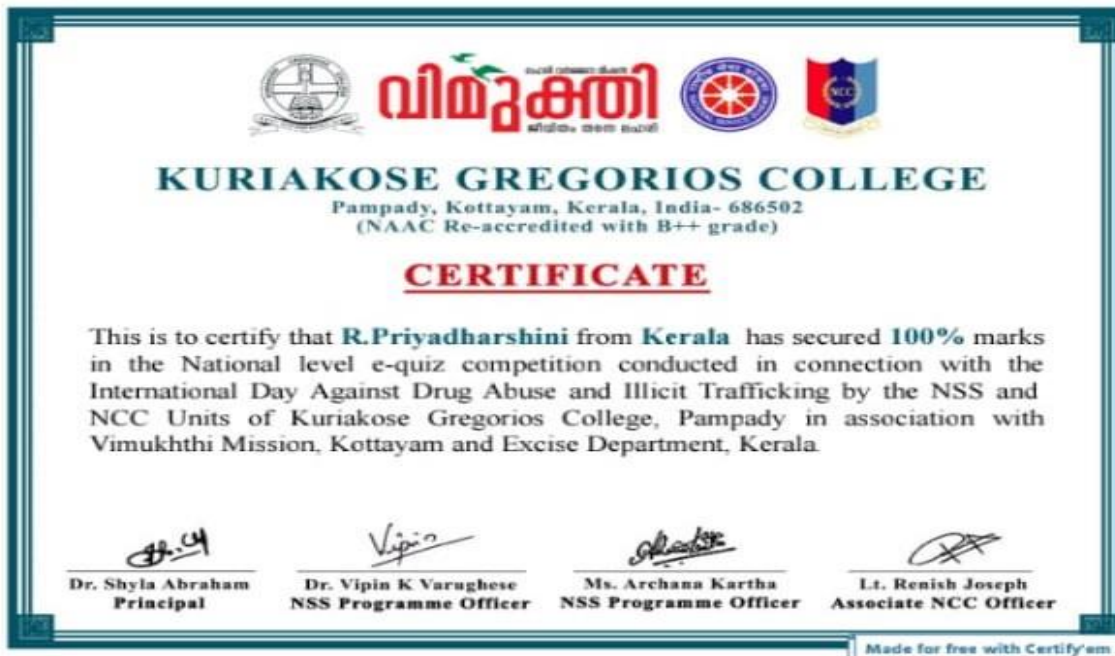 വിമുക്തി
ജീവിതം തന്നെ ലഹരി
NCC
KURIAKOSE GREGORIOS COLLEGE
Pampady, Kottayam, Kerala, India- 686502
(NAAC Re-accredited with B++ grade)
CERTIFICATE
This is to certify that R.Priyadharshini from Kerala has secured 100% marks
in the National level e-quiz competition conducted in connection with the
International Day Against Drug Abuse and Illicit Trafficking by the NSS and
NCC Units of Kuriakose Gregorios College, Pampady in association with
Vimukhthi Mission, Kottayam and Excise Department, Kerala.
Vipin
Dr. Shyla Abraham Dr. Vipin K Varughese Ms. Archana Kartha Lt. Renish Joseph
Principal NSS Programme Officer NSS Programme Officer Associate NCC Officer
Made for free with Certify'em